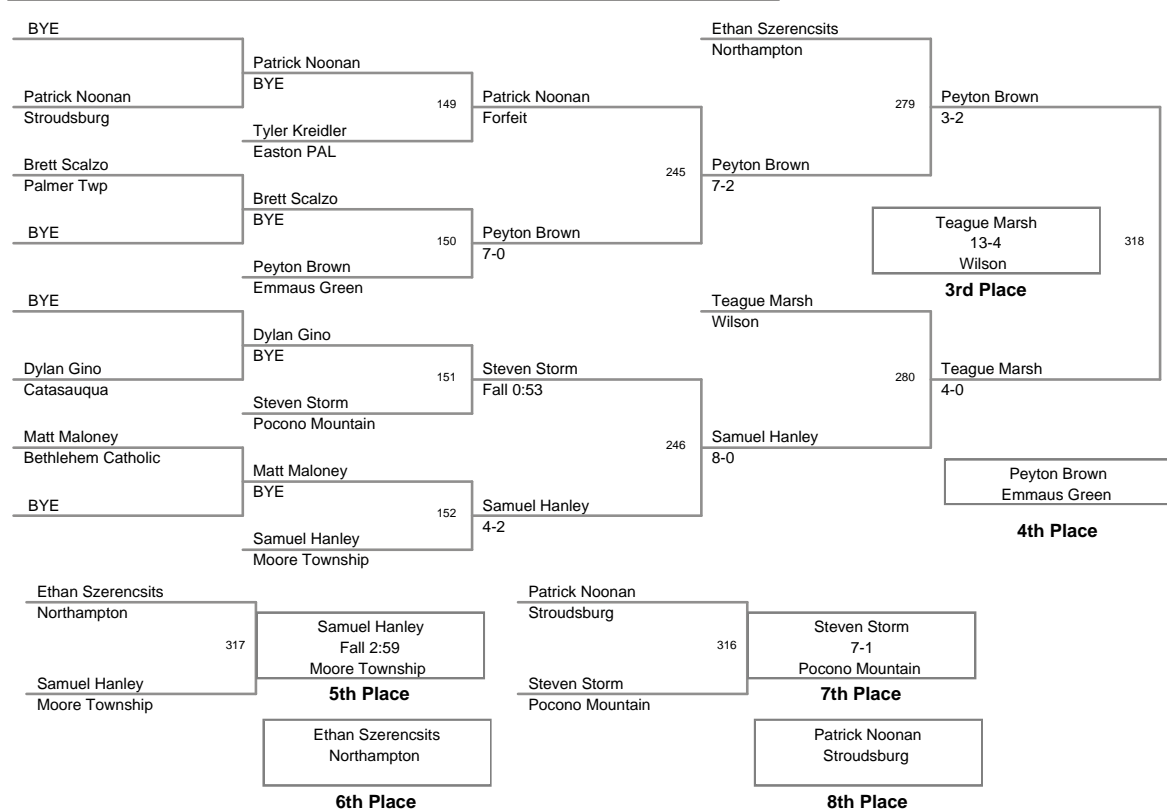 BYE
Patrick Noonan
Stroudsburg
Brett Scalzo
Palmer Twp
BYE
BYE
Dylan Gino
Catasauqua
Matt Maloney
Bethlehem Catholic
BYE
Patrick Noonan
BYE
149
Tyler Kreidler
Easton PAL
Brett Scalzo
BYE
150
Peyton Brown
Emmaus Green
Dylan Gino
BYE
151
Steven Storm
Pocono Mountain
Matt Maloney
BYE
152
Samuel Hanley
Moore Township
Patrick Noonan
Forfeit
245
Peyton Brown
7-0
Steven Storm
Fall 0:53
246
Samuel Hanley
4-2
Ethan Szerencsits
Northampton
279
Peyton Brown
7-2
Teague Marsh
Wilson
280
Samuel Hanley
8-0
Peyton Brown
3-2
318
Teague Marsh
4-0
Teague Marsh
13-4
Wilson
3rd Place
Peyton Brown
Emmaus Green
4th Place
Ethan Szerencsits
Northampton
317
Samuel Hanley
Moore Township
Samuel Hanley
Fall 2:59
Moore Township
5th Place
Ethan Szerencsits
Northampton
6th Place
Patrick Noonan
Stroudsburg
316
Steven Storm
Pocono Mountain
Steven Storm
7-1
Pocono Mountain
7th Place
Patrick Noonan
Stroudsburg
8th Place